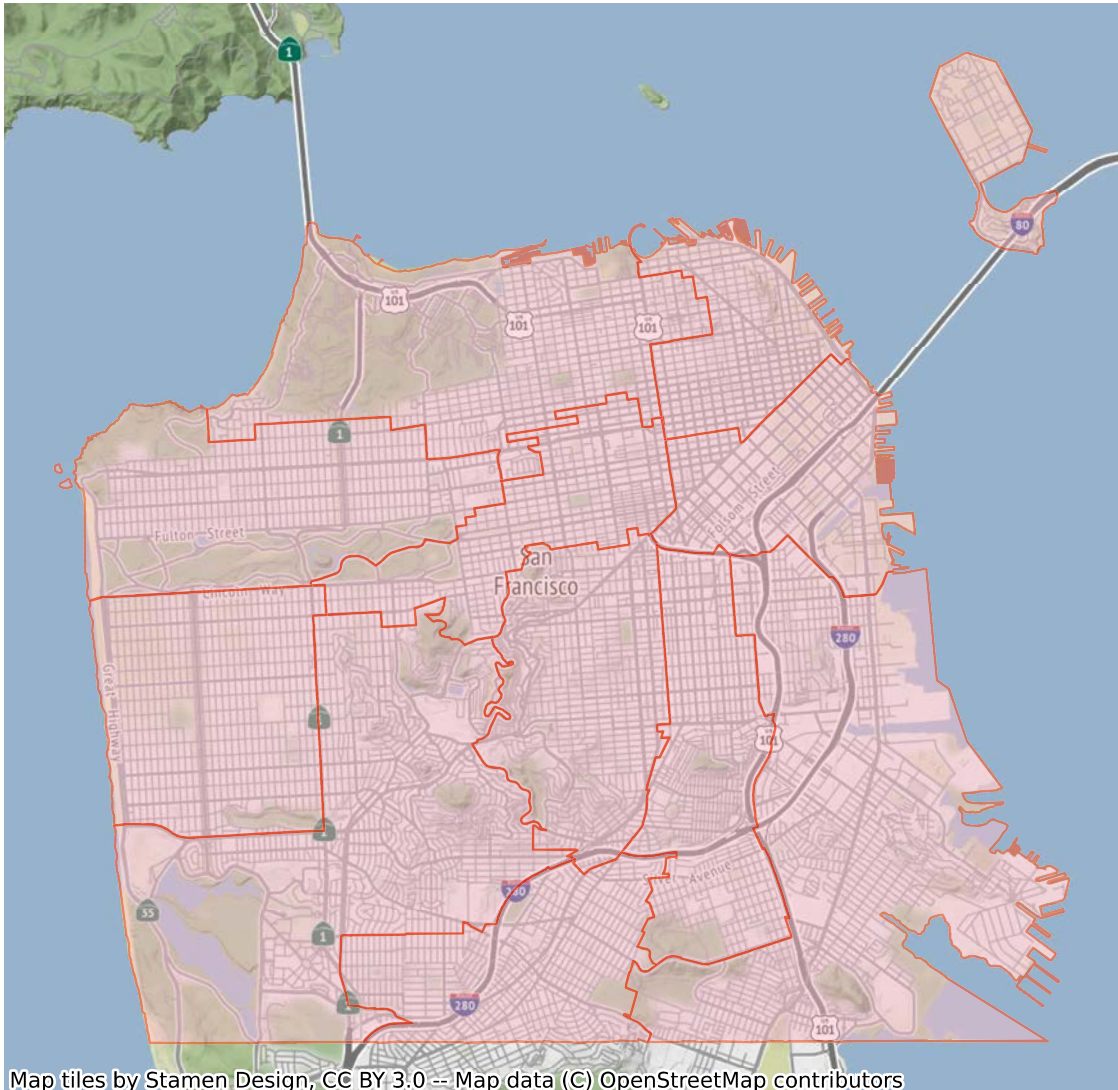 1
80
101
101
101
1
Folsom Street
Fulton Street
San
Francisco
Lincoln Way
280
Great Highway
101
1
Silver Avenue
280
35
1
1
280
101
Map tiles by Stamen Design, CC BY 3.0 -- Map data (C) OpenStreetMap contributors